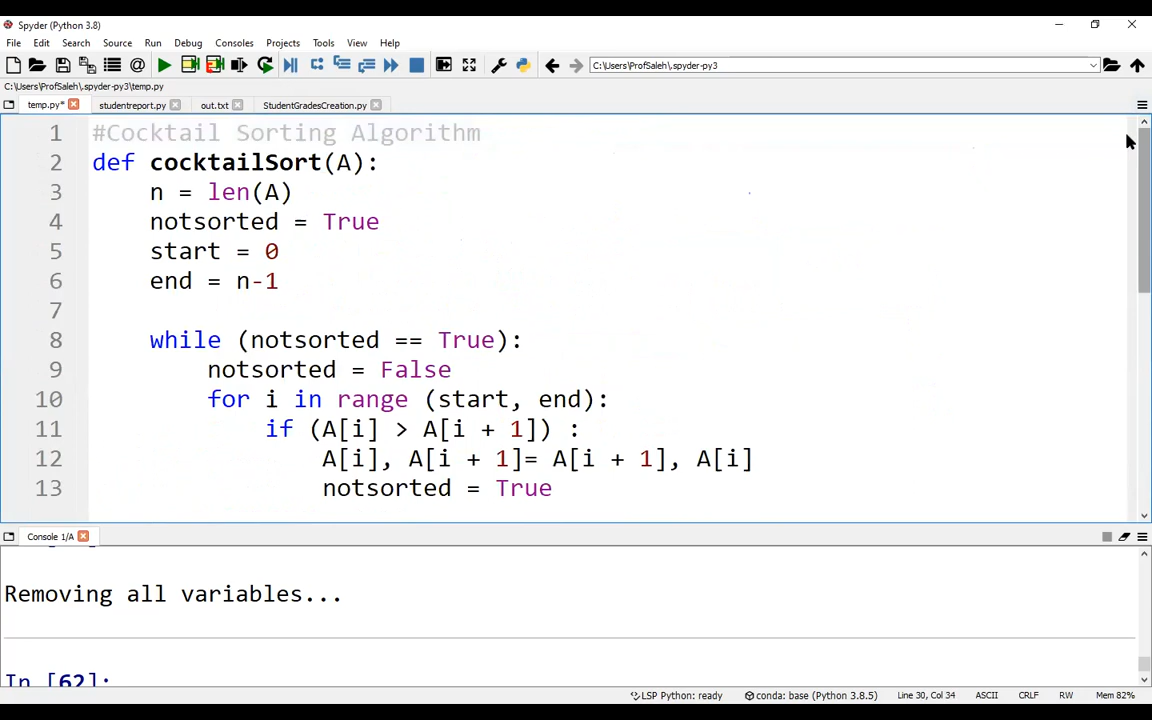 Spyder (Python 3.8)
File Edit Search Source Run Debug Consoles Projects Tools View Help
C:\Users\ProfSaleh\.spyder-py3
C:\Users\ProfSaleh\.spyder-py3\temp.py
temp.py* studentreport.py out.txt StudentGradesCreation.py
1 #Cocktail Sorting Algorithm
2 def cocktailSort(A):
3 n = len(A)
4 notsorted = True
5 start = 0
6 end = n-1
7
8 while (notsorted == True):
9 notsorted = False
10 for i in range (start, end):
11 if (A[i] > A[i + 1]) :
12 A[i], A[i + 1]= A[i + 1], A[i]
13 notsorted = True
Console 1/A
Removing all variables...
In [62]:
LSP Python: ready conda: base (Python 3.8.5) Line 30, Col 34 ASCII CRLF RW Mem 82%